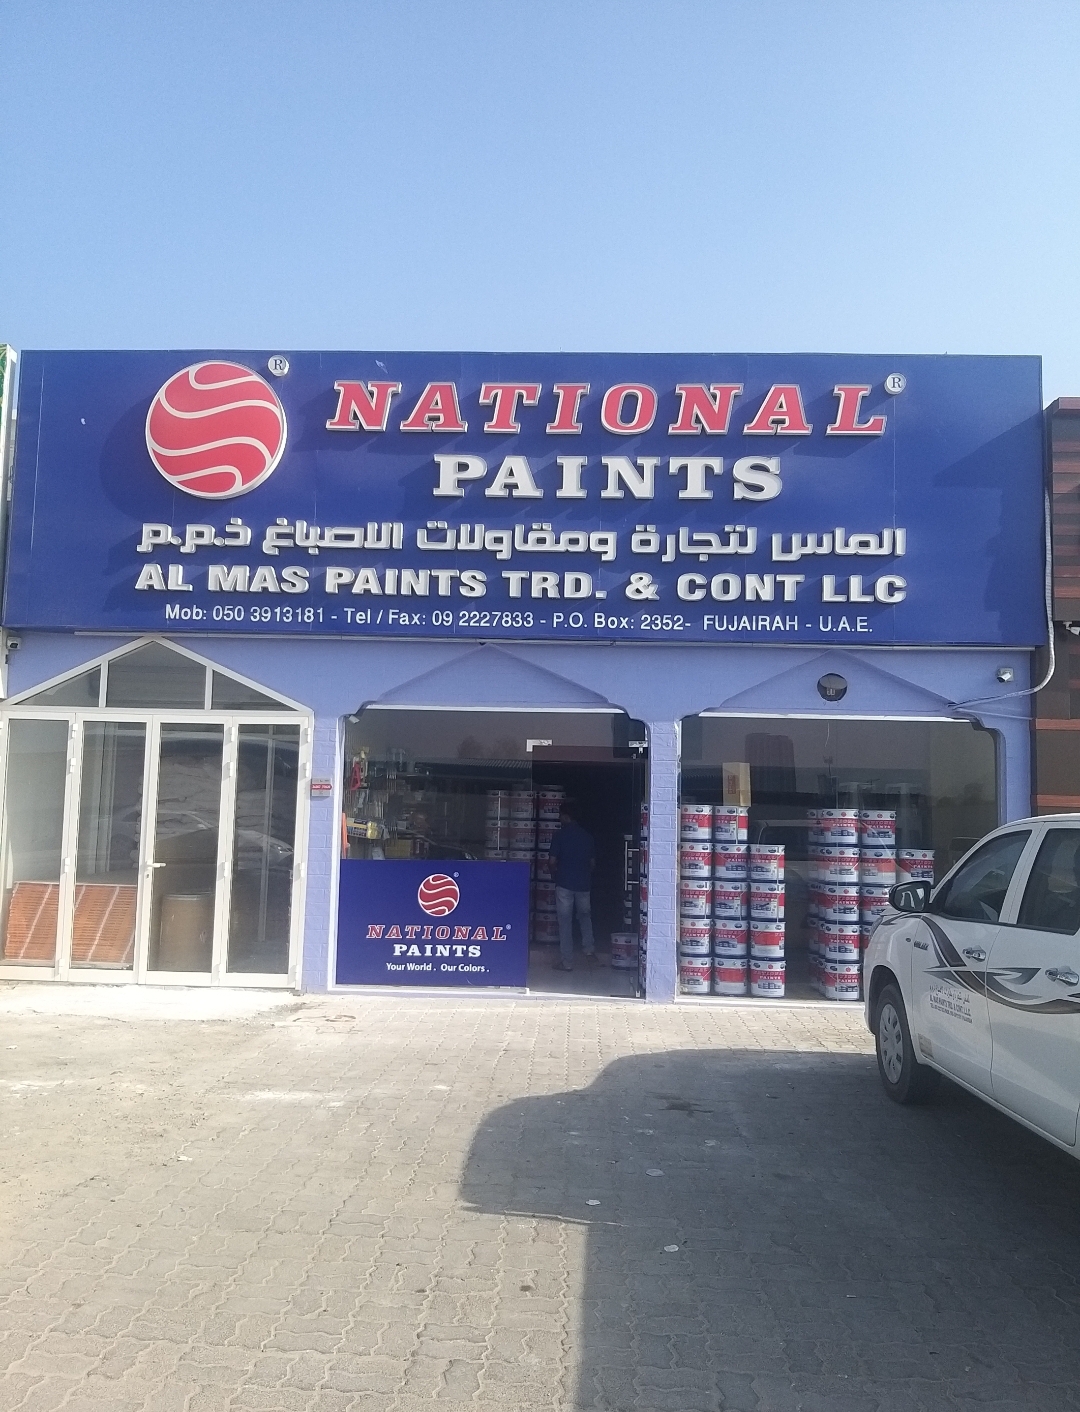 ®
NATIONAL®
PAINTS
الماس لتجارة ومقاولات الاصباغ ذ.م.م
AL MAS PAINTS TRD. & CONT LLC
Mob: 050 3913181 - Tel / Fax: 09 2227833 - P.O. Box: 2352- FUJAIRAH - U.A.E.
®
NATIONAL®
PAINTS
Your World . Our Colors .